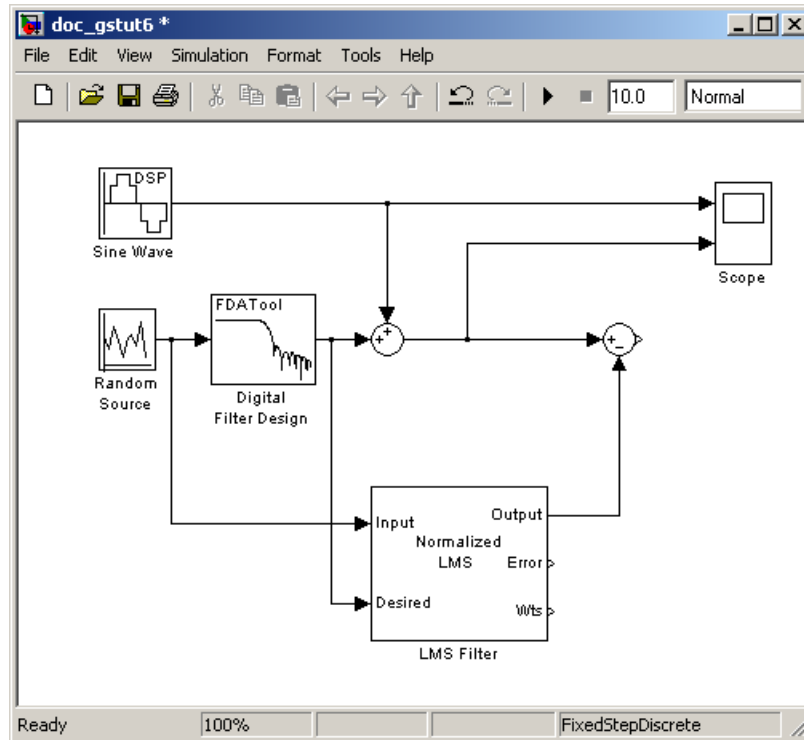 doc_gstut6 *
File Edit View Simulation Format Tools Help
10.0 Normal
DSP
Sine Wave
Scope
FDATool
Random
Source
Digital
Filter Design
+ +
+ -
Input
Output
Normalized
LMS
Error
Desired
Wts
LMS Filter
Ready 100% FixedStepDiscrete